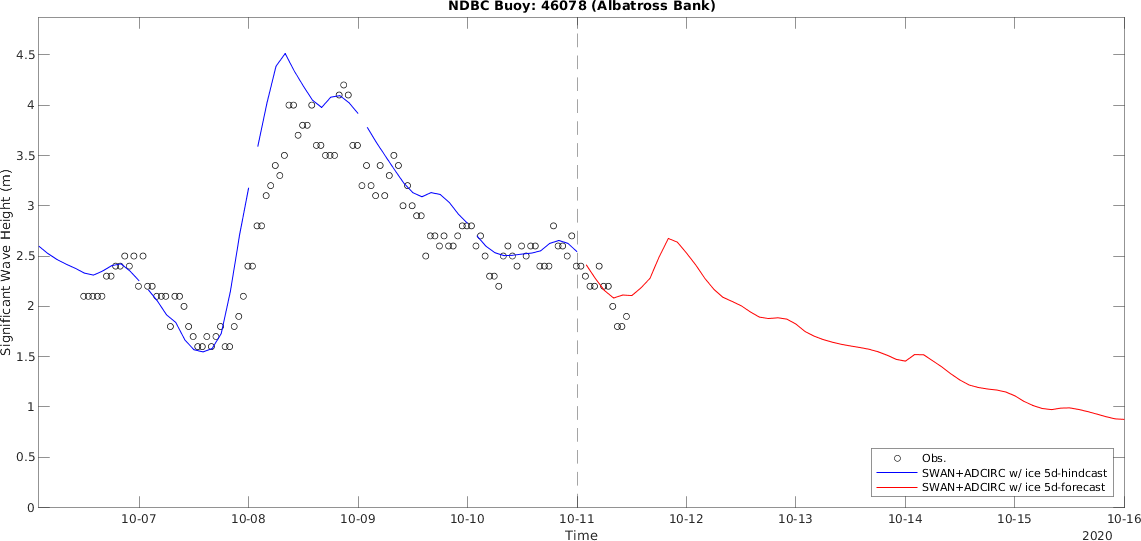 NDBC Buoy: 46078 (Albatross Bank)
Significant Wave Height (m)
4.5
4
3.5
3
2.5
2
1.5
1
0.5
0
Obs.
SWAN+ADCIRC w/ ice 5d-hindcast
SWAN+ADCIRC w/ ice 5d-forecast
10-07 10-08 10-09 10-10 10-11 10-12 10-13 10-14 10-15 10-16
Time
2020